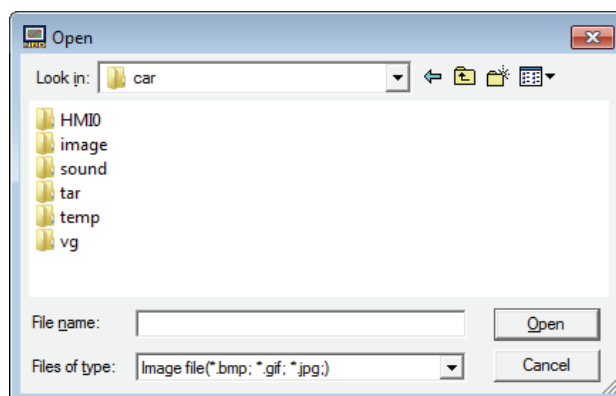 Open
Look in: car
HMI0
image
sound
tar
temp
vg
File name: Open
Files of type: Image file(*.bmp; *.gif; *.jpg;) Cancel